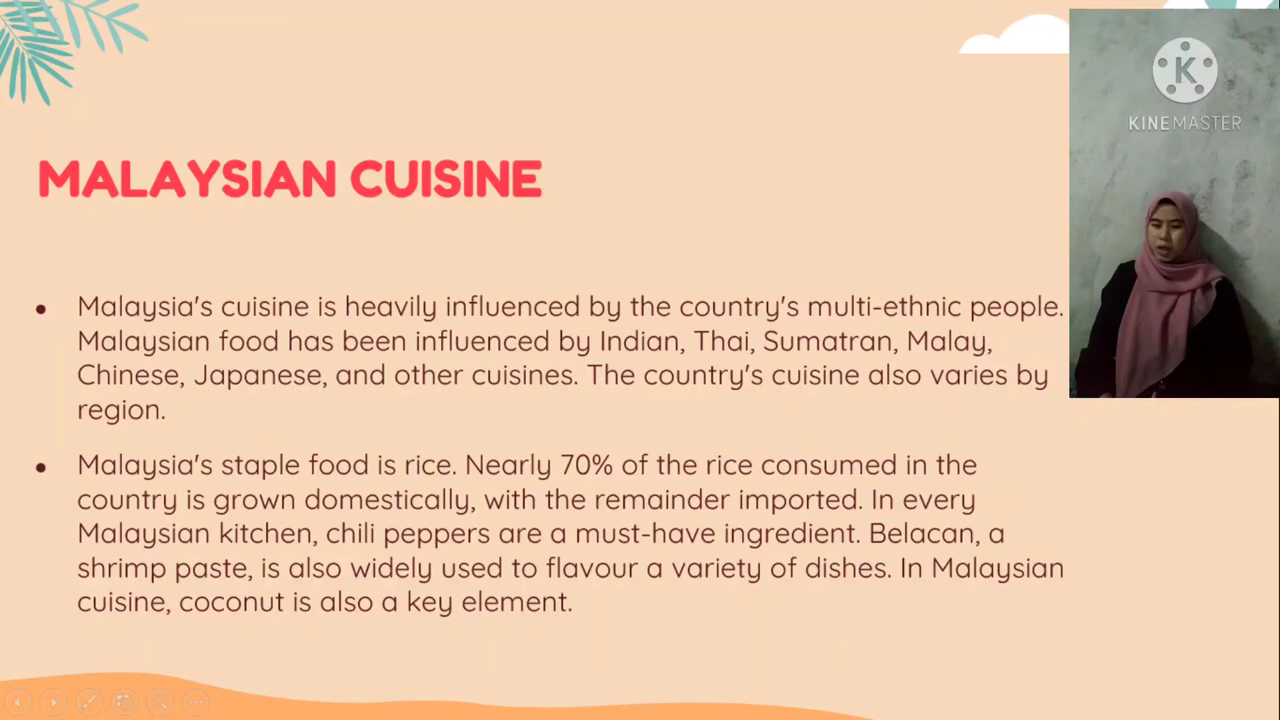 MALAYSIAN CUISINE
Malaysia's cuisine is heavily influenced by the country's multi-ethnic people.
Malaysian food has been influenced by Indian, Thai, Sumatran, Malay,
Chinese, Japanese, and other cuisines. The country's cuisine also varies by
region.
Malaysia's staple food is rice. Nearly 70% of the rice consumed in the
country is grown domestically, with the remainder imported. In every
Malaysian kitchen, chili peppers are a must-have ingredient. Belacan, a
shrimp paste, is also widely used to flavour a variety of dishes. In Malaysian
cuisine, coconut is also a key element.
K
KINEMASTER